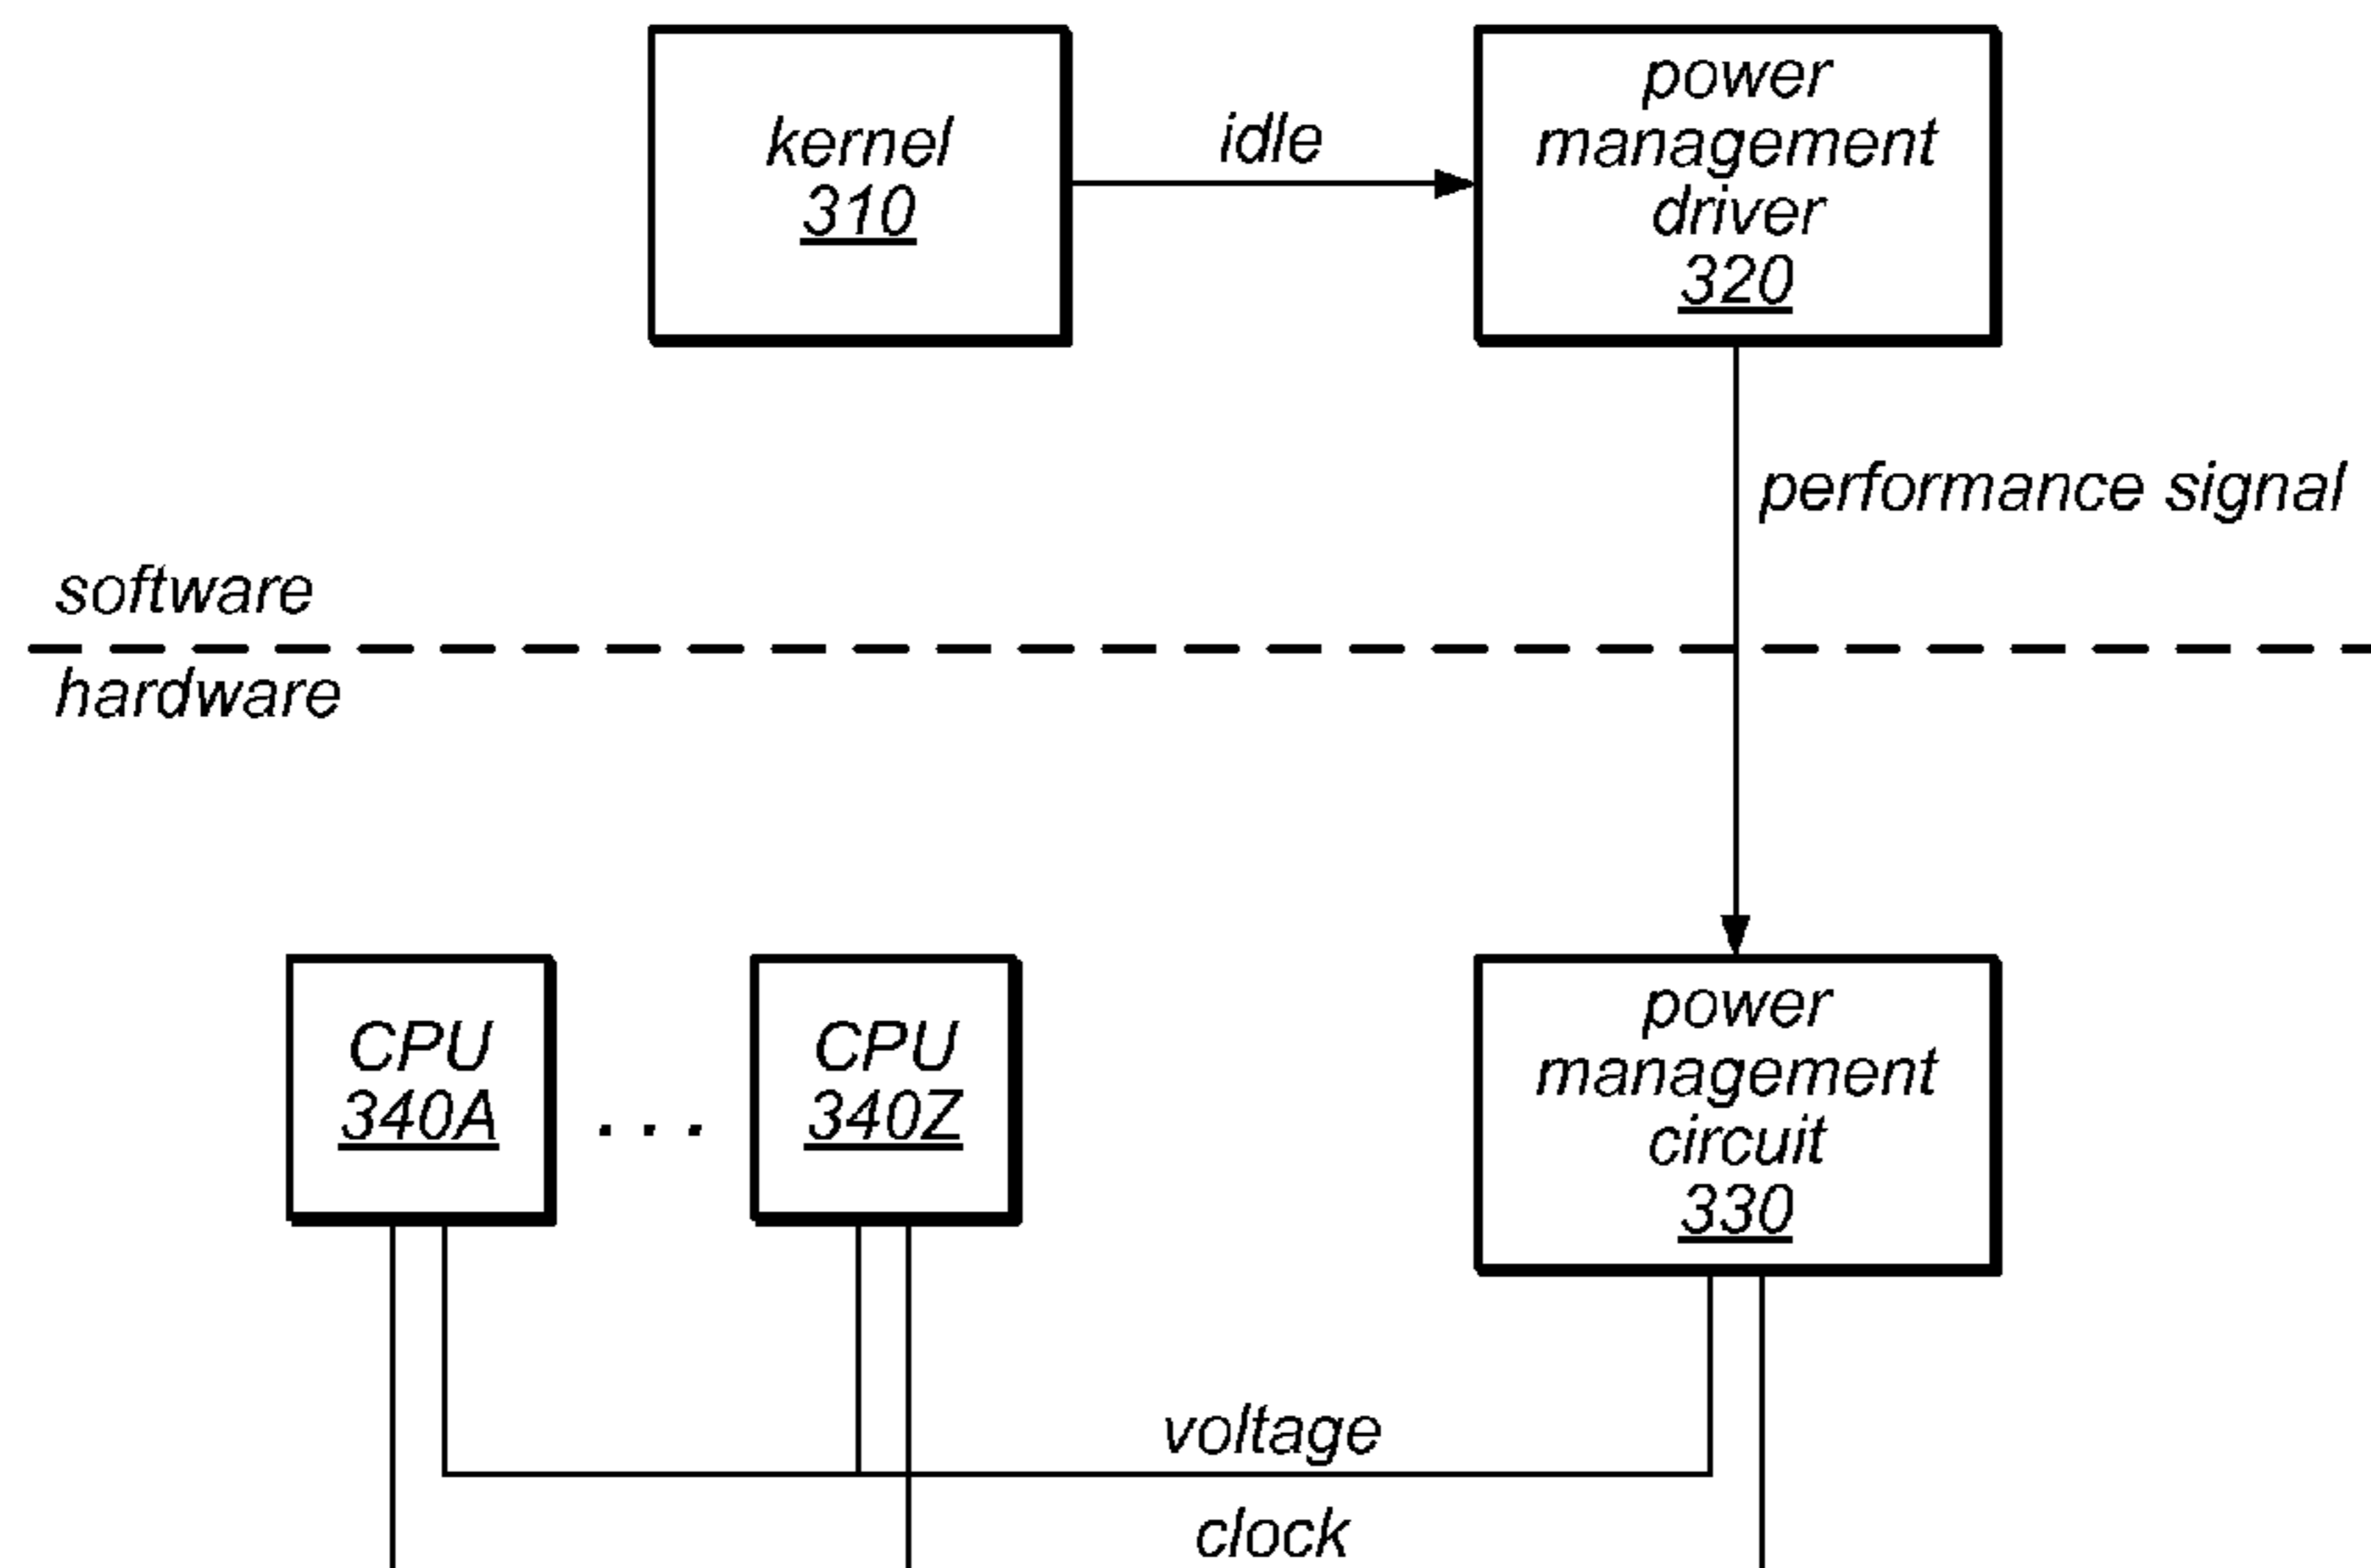 kernel
310
idle
power
management
driver
320
performance signal
software
hardware
CPU
340A
. . .
CPU
340Z
power
management
circuit
330
voltage
clock